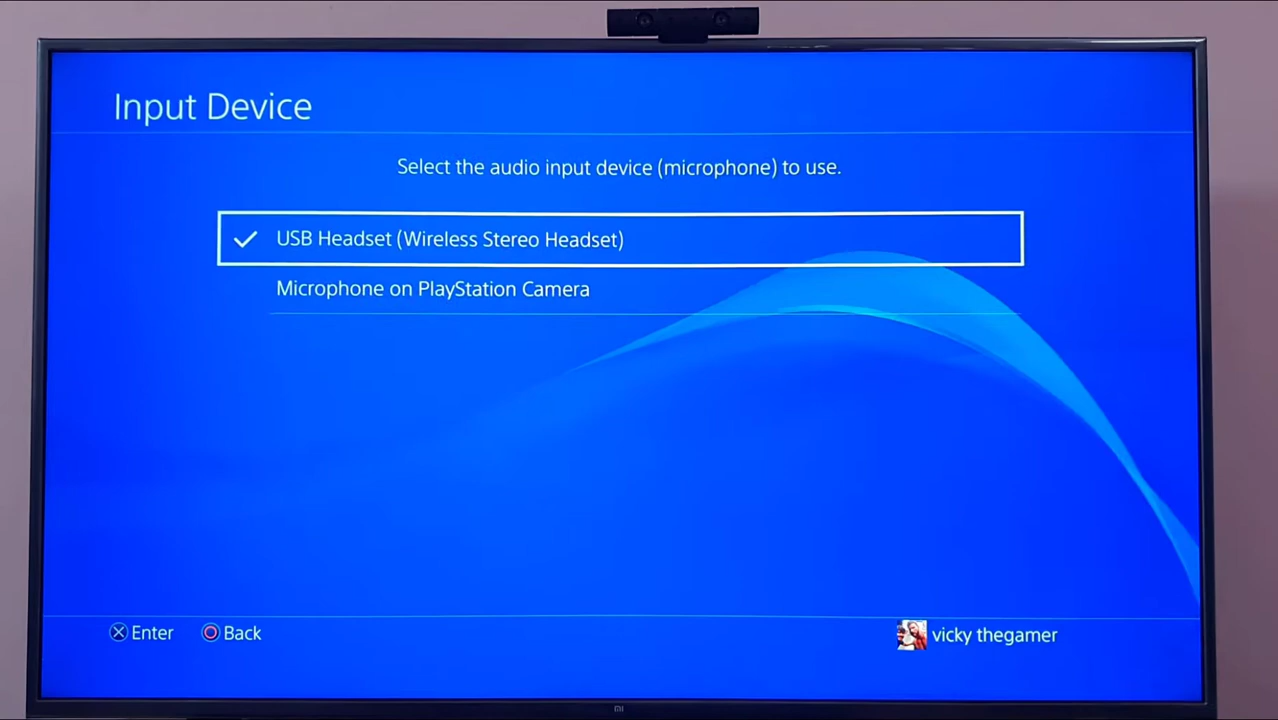 Input Device
Select the audio input device (microphone) to use.
USB Headset (Wireless Stereo Headset)
Microphone on PlayStation Camera
Enter
Back
vicky thegamer
mi